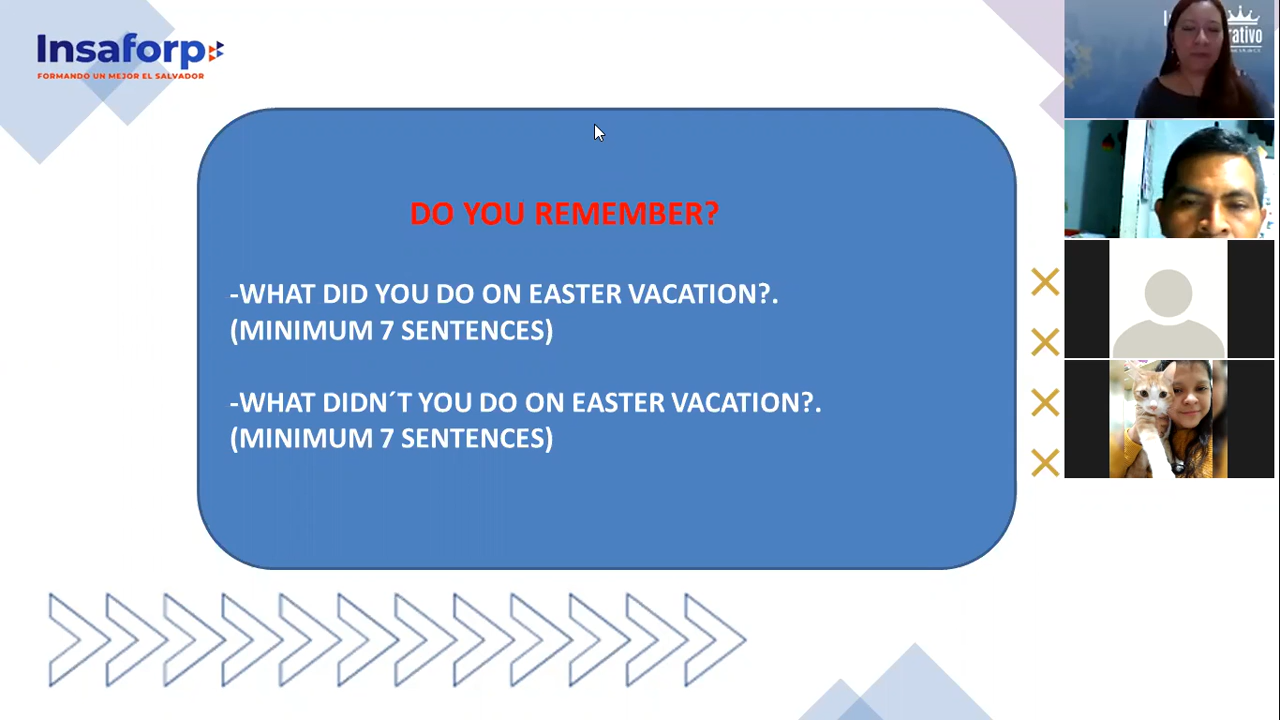 Insaforp
FORMANDO UN MEJOR EL SALVADOR
DO YOU REMEMBER?
-WHAT DID YOU DO ON EASTER VACATION?.
(MINIMUM 7 SENTENCES)
-WHAT DIDN´T YOU DO ON EASTER VACATION?.
(MINIMUM 7 SENTENCES)